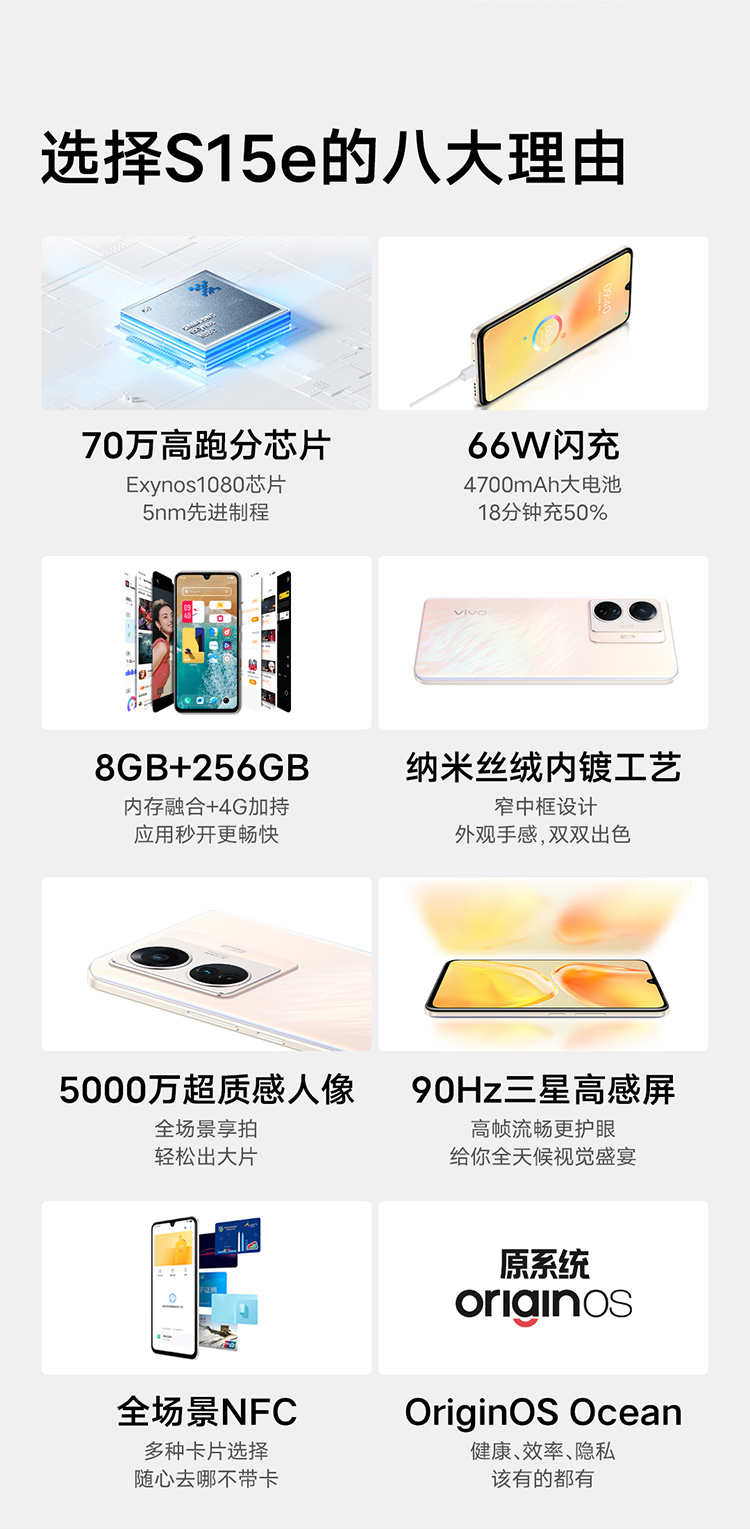 选择S15e的八大理由
SAMSUNG
Exynos
1080
09:40
70万高跑分芯片
Exynos1080芯片
5nm先进制程
66W闪充
4700mAh大电池
18分钟充50%
09
40
vivo
8GB+256GB
内存融合+4G加持
应用秒开更畅快
纳米丝绒内镀工艺
窄中框设计
外观手感,双双出色
5000万超质感人像
全场景享拍
轻松出大片
90Hz三星高感屏
高帧流畅更护眼
给你全天候视觉盛宴
原系统
originOS
全场景NFC
多种卡片选择
随心去哪不带卡
OriginOS Ocean
健康、效率、隐私
该有的都有